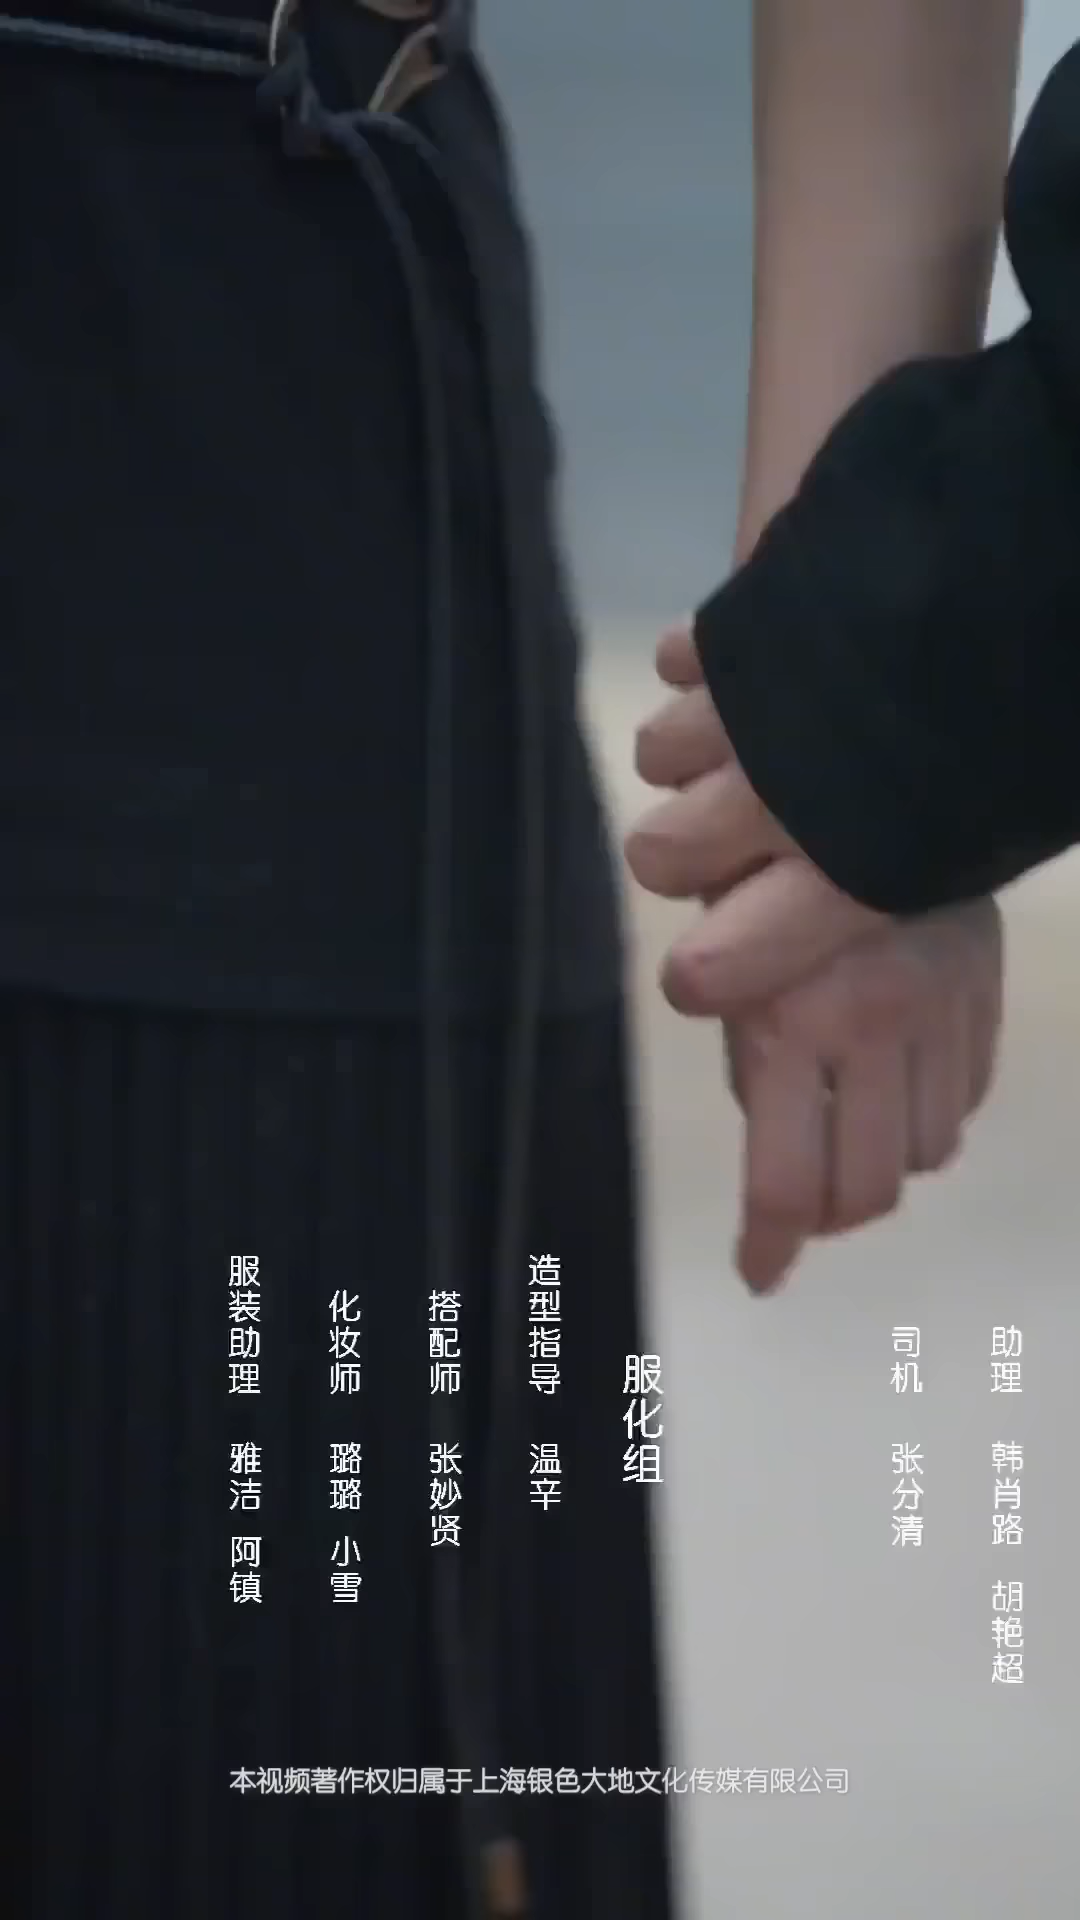 助理 韩肖路 胡艳超
司机 张分清
服化组
造型指导 温辛
搭配师 张妙贤
化妆师 璐璐 小雪
服装助理 雅洁 阿镇
本视频著作权归属于上海银色大地文化传媒有限公司